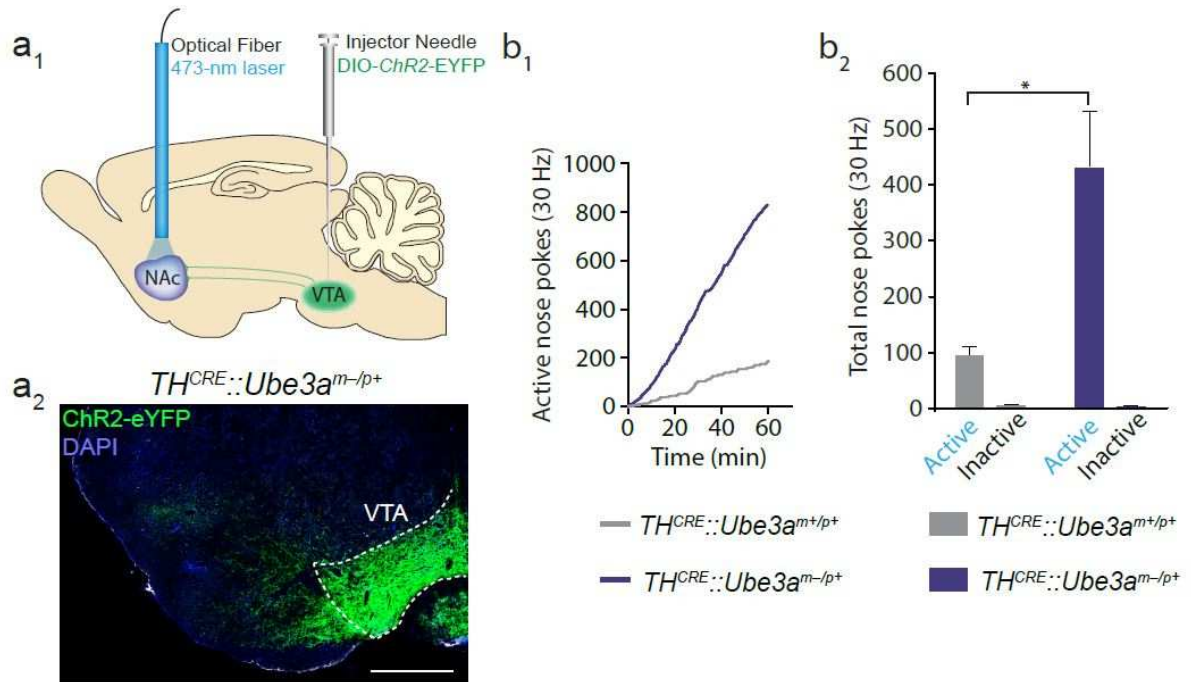 a1
Optical Fiber
473-nm laser
Injector Needle
DIO-ChR2-EYFP
NAc
VTA
a2
TH^CRE::Ube3a^m–/p+
ChR2-eYFP
DAPI
VTA
b1
Active nose pokes (30 Hz)
1000
800
600
400
200
0
0 20 40 60
Time (min)
TH^CRE::Ube3a^m+/p+
TH^CRE::Ube3a^m–/p+
b2
Total nose pokes (30 Hz)
600
500
400
300
200
100
0
*
Active
Inactive
Active
Inactive
TH^CRE::Ube3a^m+/p+
TH^CRE::Ube3a^m–/p+